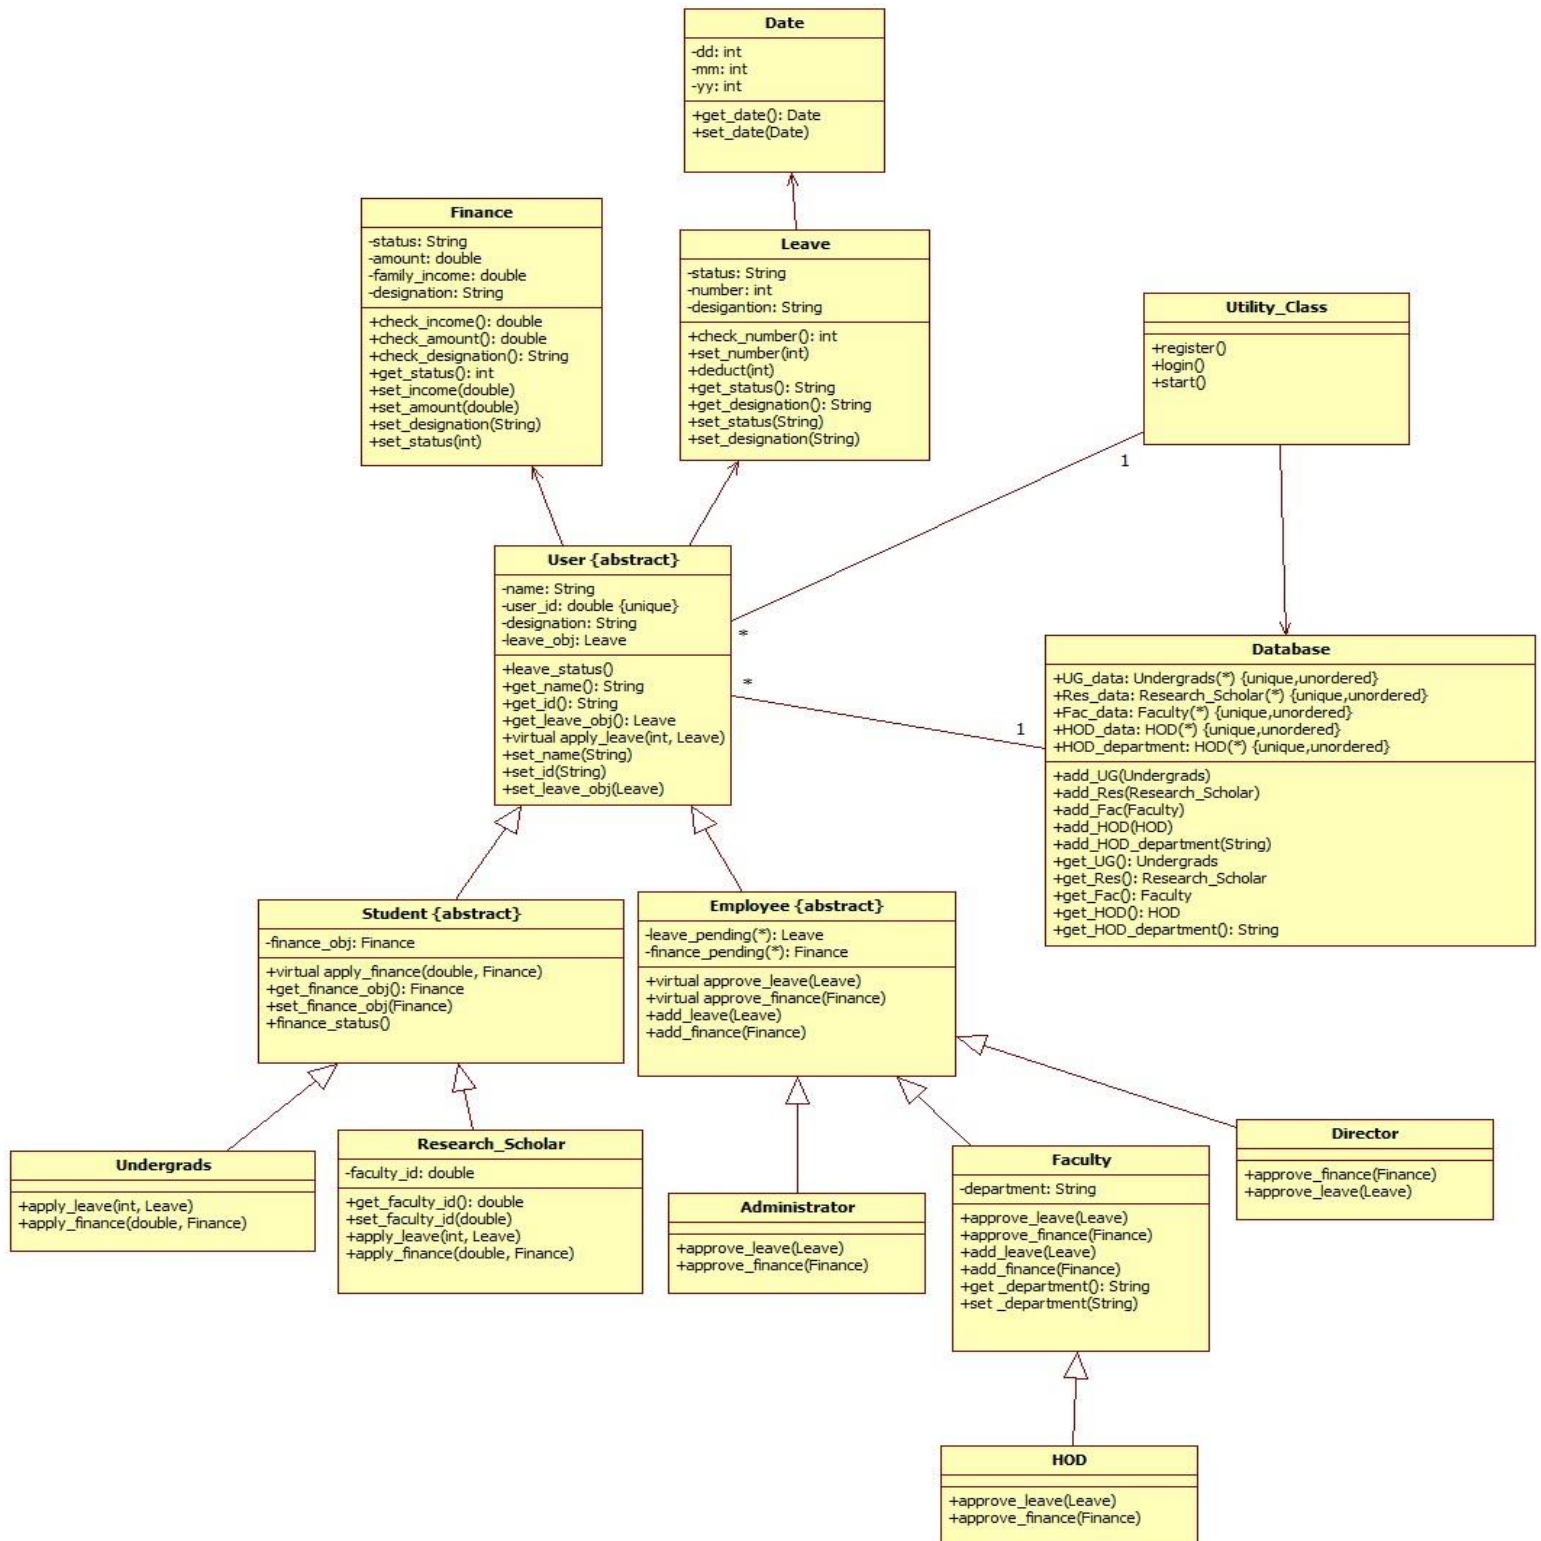 Date
-dd: int
-mm: int
-yy: int
+get_date(): Date
+set_date(Date)
Finance
-status: String
-amount: double
-family_income: double
-designation: String
+check_income(): double
+check_amount(): double
+check_designation(): String
+get_status(): int
+set_income(double)
+set_amount(double)
+set_designation(String)
+set_status(int)
Leave
-status: String
-number: int
-desigantion: String
+check_number(): int
+set_number(int)
+deduct(int)
+get_status(): String
+get_designation(): String
+set_status(String)
+set_designation(String)
Utility_Class
+register()
+login()
+start()
1
*
User {abstract}
-name: String
-user_id: double {unique}
-designation: String
-leave_obj: Leave
+leave_status()
+get_name(): String
+get_id(): String
+get_leave_obj(): Leave
+virtual apply_leave(int, Leave)
+set_name(String)
+set_id(String)
+set_leave_obj(Leave)
*
1
Database
+UG_data: Undergrads(*) {unique,unordered}
+Res_data: Research_Scholar(*) {unique,unordered}
+Fac_data: Faculty(*) {unique,unordered}
+HOD_data: HOD(*) {unique,unordered}
+HOD_department: HOD(*) {unique,unordered}
+add_UG(Undergrads)
+add_Res(Research_Scholar)
+add_Fac(Faculty)
+add_HOD(HOD)
+add_HOD_department(String)
+get_UG(): Undergrads
+get_Res(): Research_Scholar
+get_Fac(): Faculty
+get_HOD(): HOD
+get_HOD_department(): String
Student {abstract}
-finance_obj: Finance
+virtual apply_finance(double, Finance)
+get_finance_obj(): Finance
+set_finance_obj(Finance)
+finance_status()
Employee {abstract}
-leave_pending(*): Leave
-finance_pending(*): Finance
+virtual approve_leave(Leave)
+virtual approve_finance(Finance)
+add_leave(Leave)
+add_finance(Finance)
Undergrads
+apply_leave(int, Leave)
+apply_finance(double, Finance)
Research_Scholar
-faculty_id: double
+get_faculty_id(): double
+set_faculty_id(double)
+apply_leave(int, Leave)
+apply_finance(double, Finance)
Administrator
+approve_leave(Leave)
+approve_finance(Finance)
Faculty
-department: String
+approve_leave(Leave)
+approve_finance(Finance)
+add_leave(Leave)
+add_finance(Finance)
+get _department(): String
+set _department(String)
Director
+approve_finance(Finance)
+approve_leave(Leave)
HOD
+approve_leave(Leave)
+approve_finance(Finance)